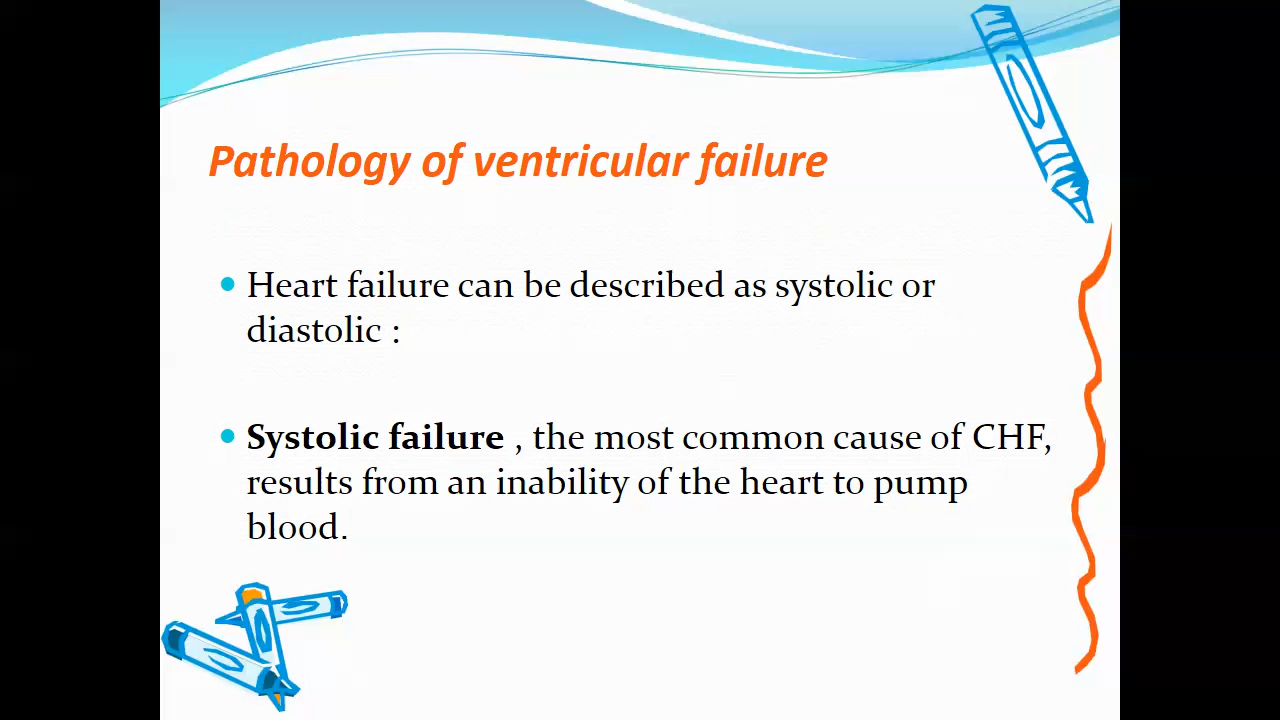 Pathology of ventricular failure
• Heart failure can be described as systolic or
diastolic :
• Systolic failure , the most common cause of CHF,
results from an inability of the heart to pump
blood.